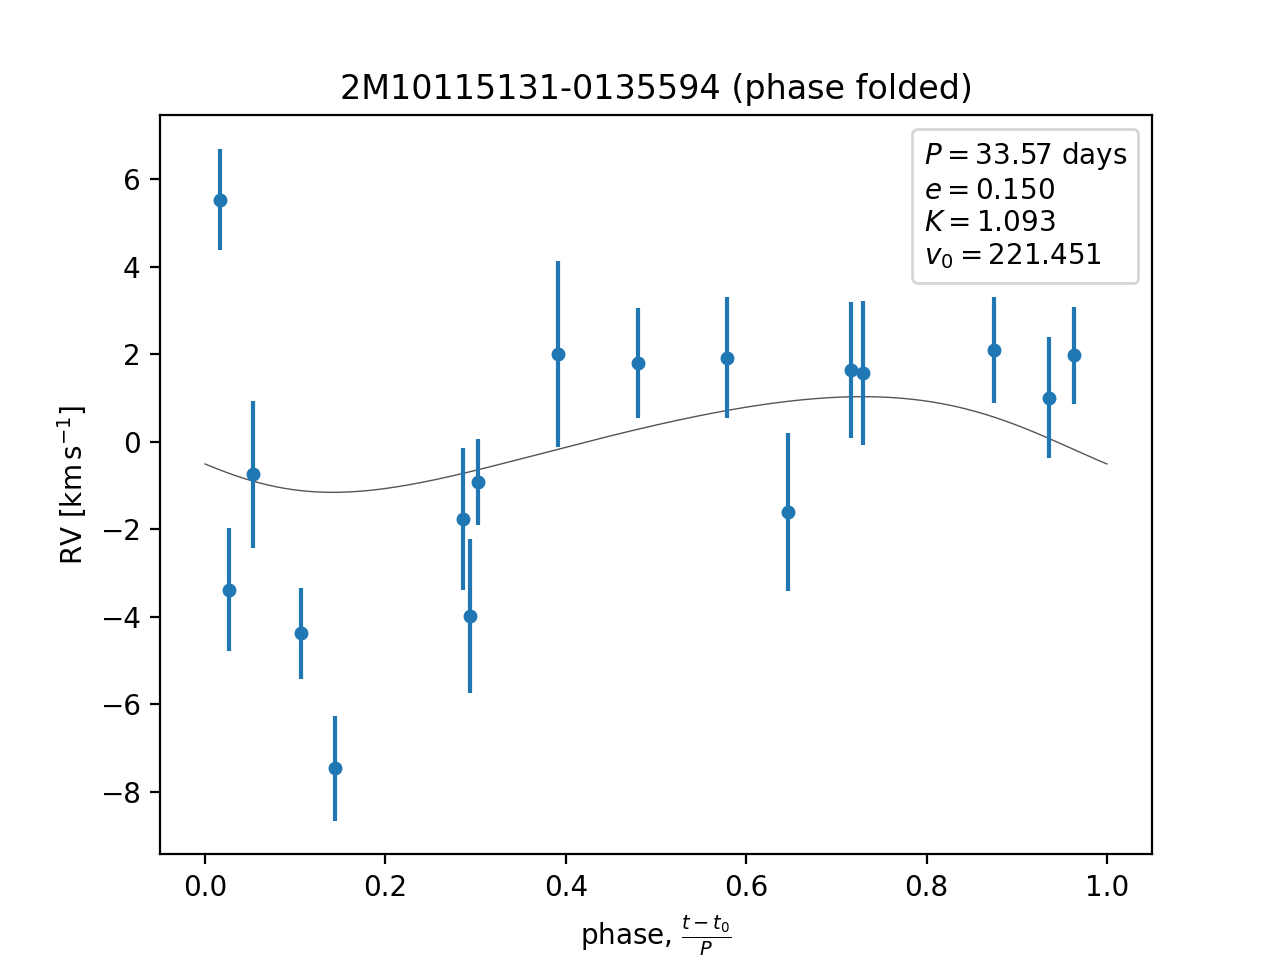 2M10115131-0135594 (phase folded)
P = 33.57 days
e = 0.150
K = 1.093
v₀ = 221.451
RV [km s⁻¹]
6
4
2
0
−2
−4
−6
−8
0.0 0.2 0.4 0.6 0.8 1.0
phase, (t − t₀)/P